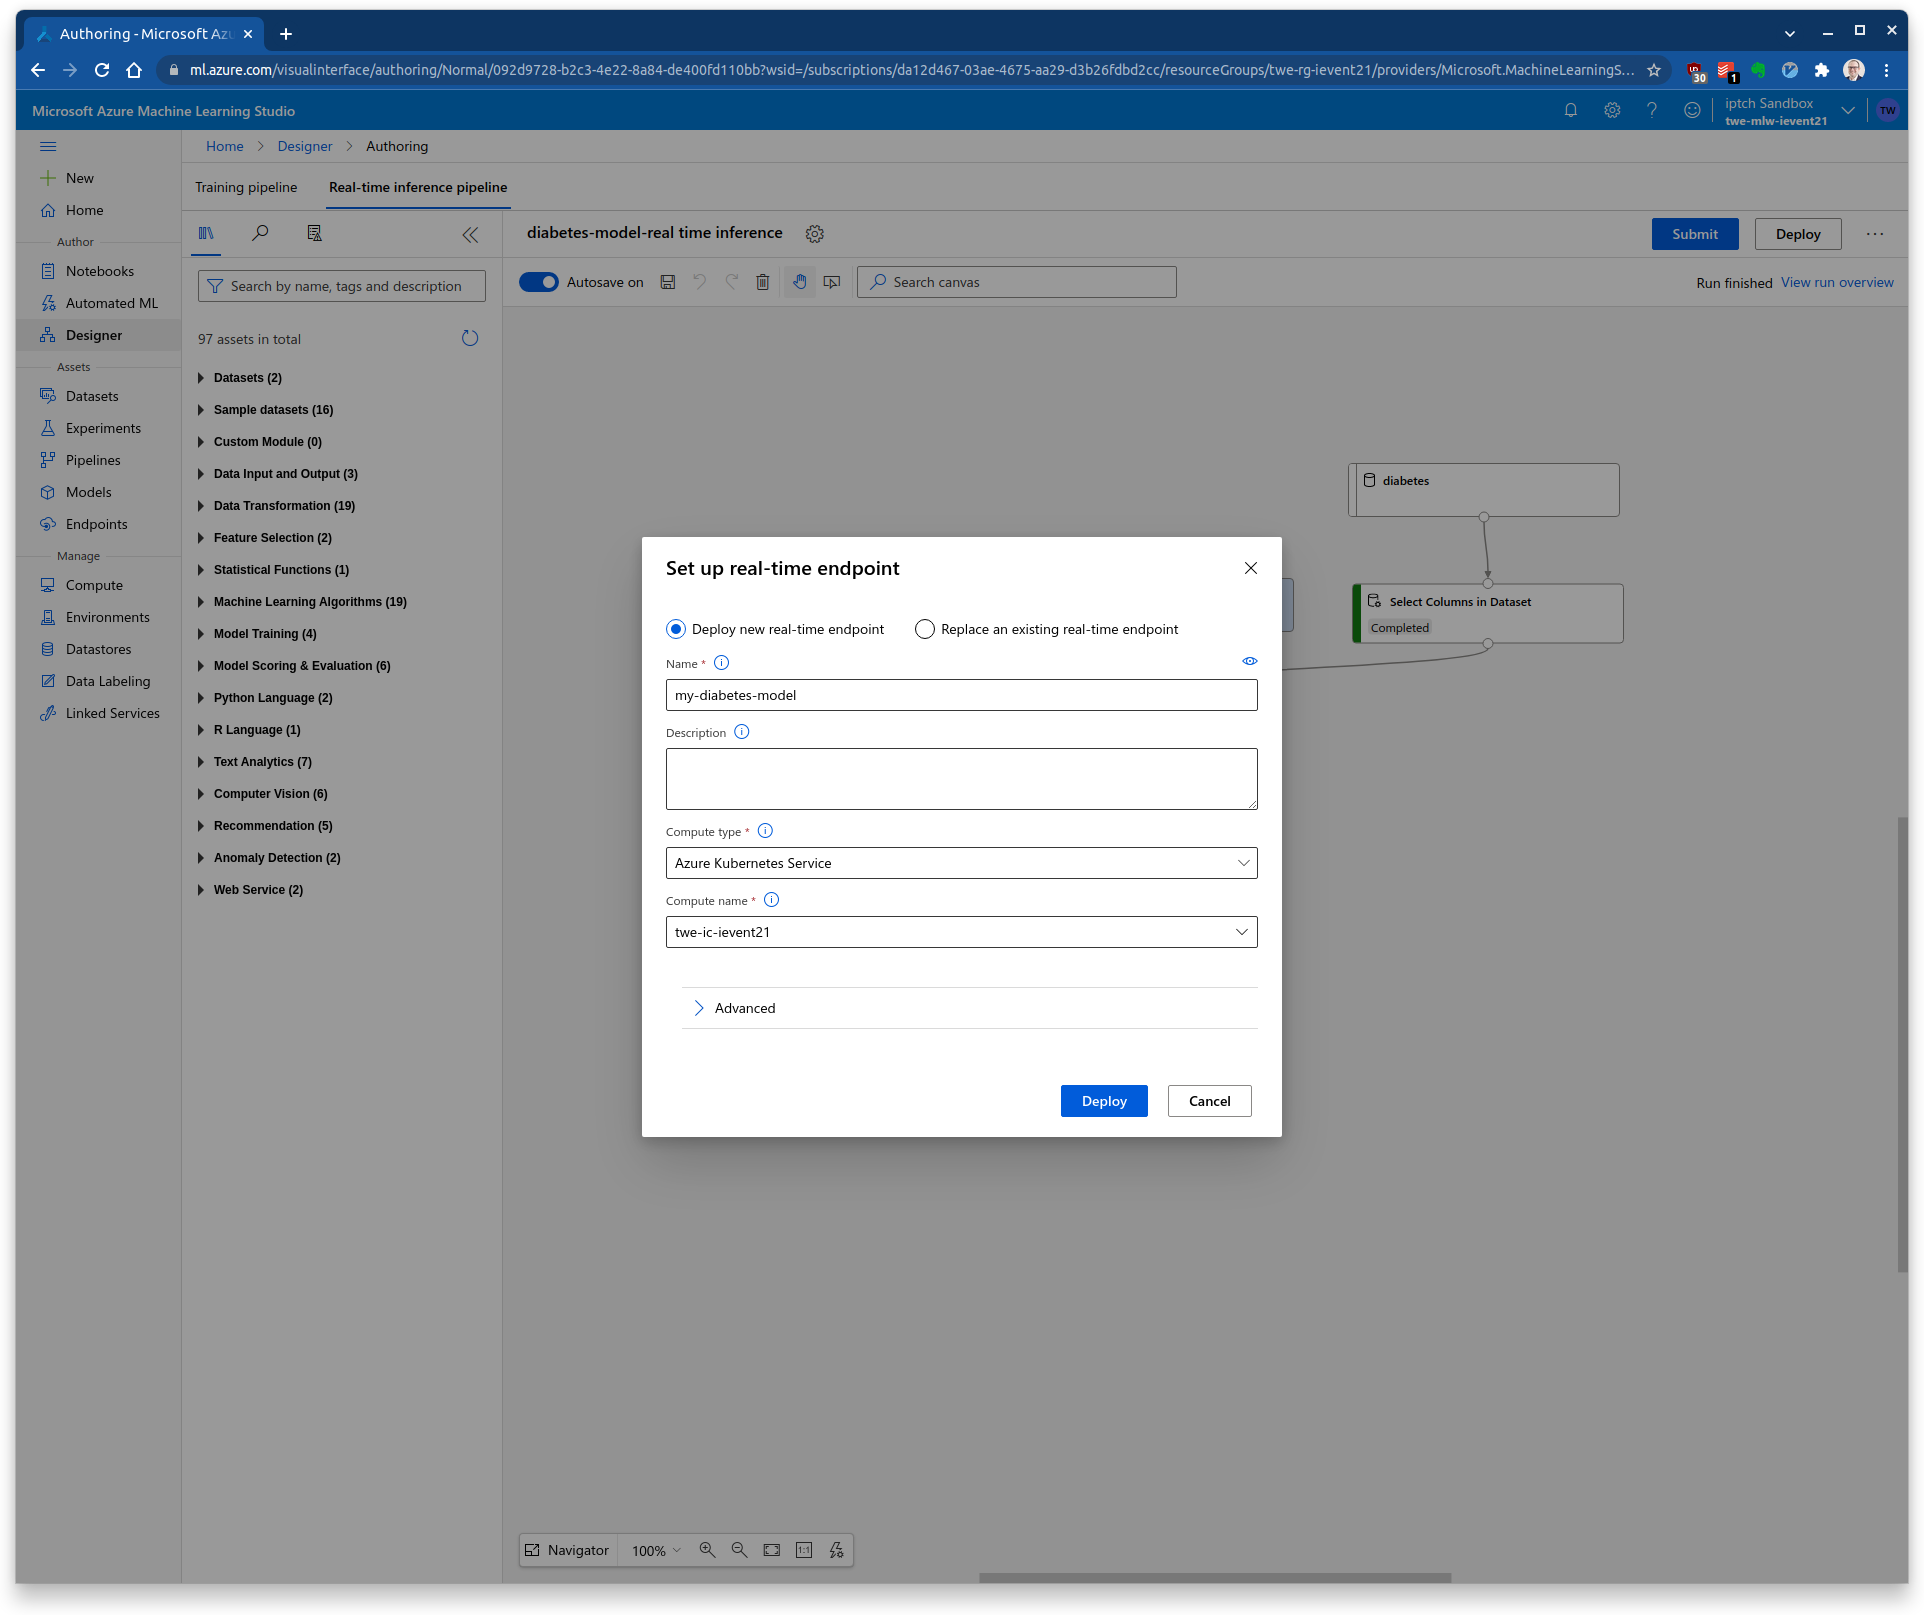 Authoring - Microsoft Azu
ml.azure.com/visualinterface/authoring/Normal/092d9728-b2c3-4e22-8a84-de400fd110bb?wsid=/subscriptions/da12d467-03ae-4675-aa29-d3b26fdbd2cc/resourceGroups/twe-rg-ievent21/providers/Microsoft.MachineLearningS...
30
1
Microsoft Azure Machine Learning Studio
iptch Sandbox
twe-mlw-ievent21
TW
Home > Designer > Authoring
New
Home
Author
Notebooks
Automated ML
Designer
Assets
Datasets
Experiments
Pipelines
Models
Endpoints
Manage
Compute
Environments
Datastores
Data Labeling
Linked Services
Training pipeline
Real-time inference pipeline
Search by name, tags and description
97 assets in total
Datasets (2)
Sample datasets (16)
Custom Module (0)
Data Input and Output (3)
Data Transformation (19)
Feature Selection (2)
Statistical Functions (1)
Machine Learning Algorithms (19)
Model Training (4)
Model Scoring & Evaluation (6)
Python Language (2)
R Language (1)
Text Analytics (7)
Computer Vision (6)
Recommendation (5)
Anomaly Detection (2)
Web Service (2)
diabetes-model-real time inference
Submit
Deploy
Autosave on
Search canvas
Run finished View run overview
diabetes
Select Columns in Dataset
Completed
Set up real-time endpoint
Deploy new real-time endpoint
Replace an existing real-time endpoint
Name *
my-diabetes-model
Description
Compute type *
Azure Kubernetes Service
Compute name *
twe-ic-ievent21
Advanced
Deploy
Cancel
Navigator
100%
1:1